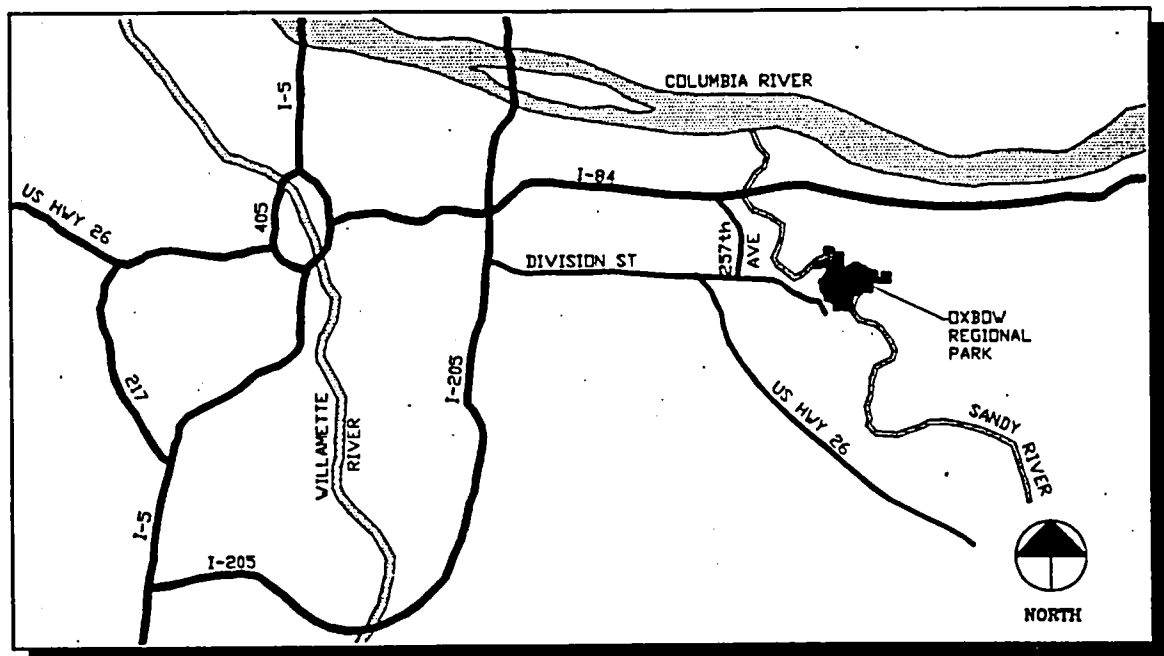 COLUMBIA RIVER
I-5
I-84
US HWY 26
405
257th
AVE
DIVISION ST
OXBOW
REGIONAL
PARK
217
I-205
US HWY 26
SANDY RIVER
WILLAMETTE
RIVER
I-5
I-205
NORTH